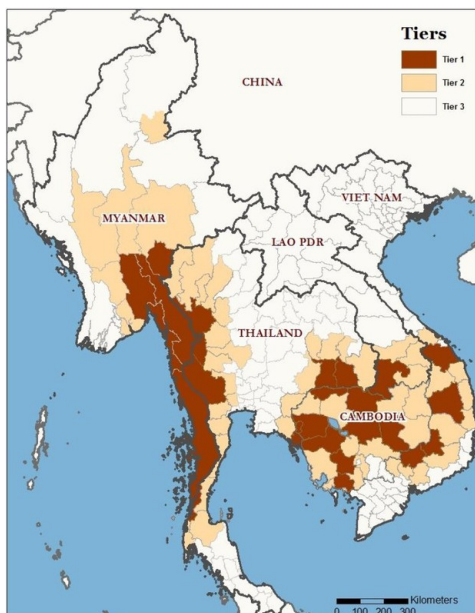 Tiers
Tier 1
Tier 2
Tier 3
CHINA
VIET NAM
MYANMAR
LAO PDR
THAILAND
CAMBODIA
Kilometers
0 100 200 300